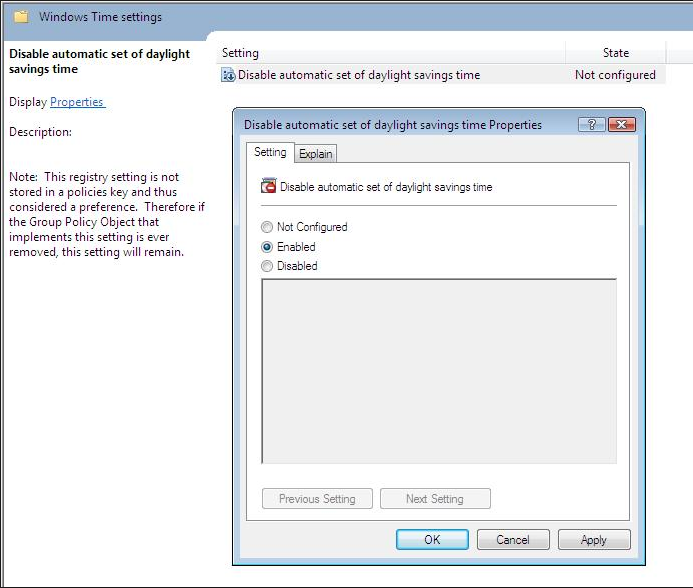 Windows Time settings
Disable automatic set of daylight
savings time
Display Properties
Description:
Note: This registry setting is not
stored in a policies key and thus
considered a preference. Therefore if
the Group Policy Object that
implements this setting is ever
removed, this setting will remain.
Setting State
Disable automatic set of daylight savings time Not configured
Disable automatic set of daylight savings time Properties
?
Setting Explain
Disable automatic set of daylight savings time
Not Configured
Enabled
Disabled
Previous Setting Next Setting
OK Cancel Apply